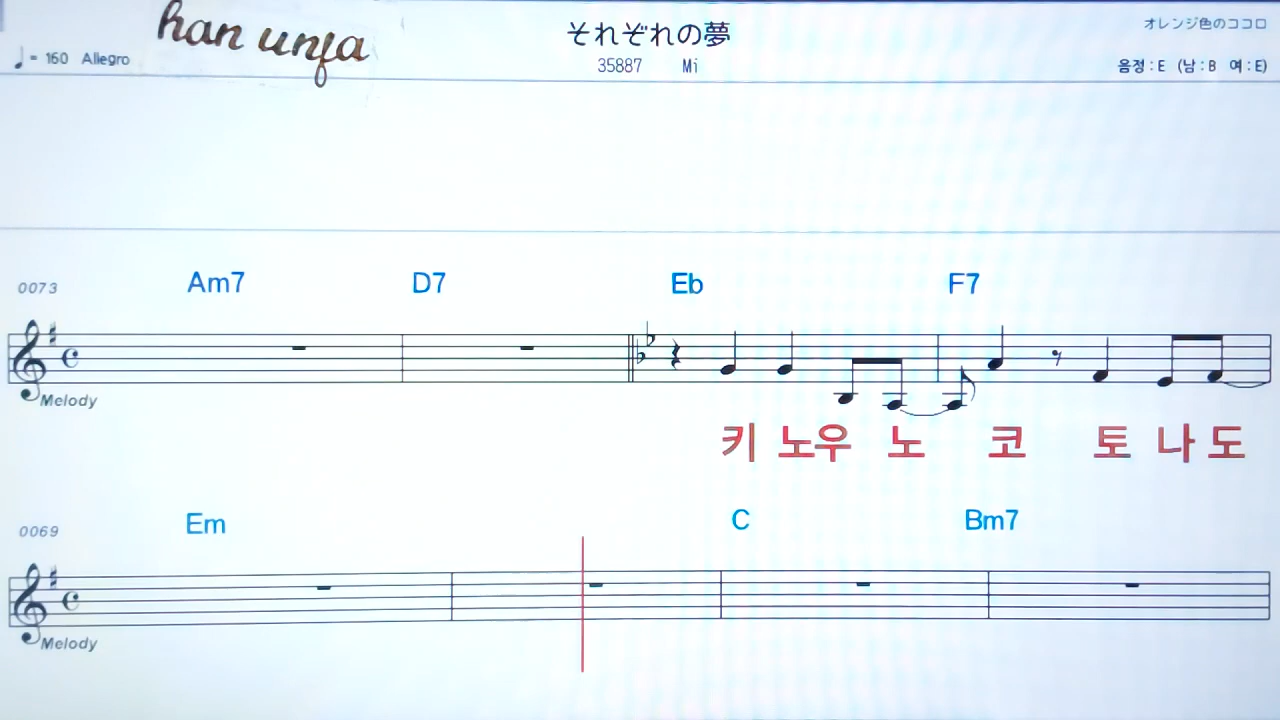 han unja
それぞれの夢
オレンジ色のココロ
♩= 160 Allegro
35887 Mi
음정:E (남:B 여:E)
0073 Am7 D7 Eb F7
Melody
키 노우 노 코 토 나 도
0069 Em C Bm7
Melody